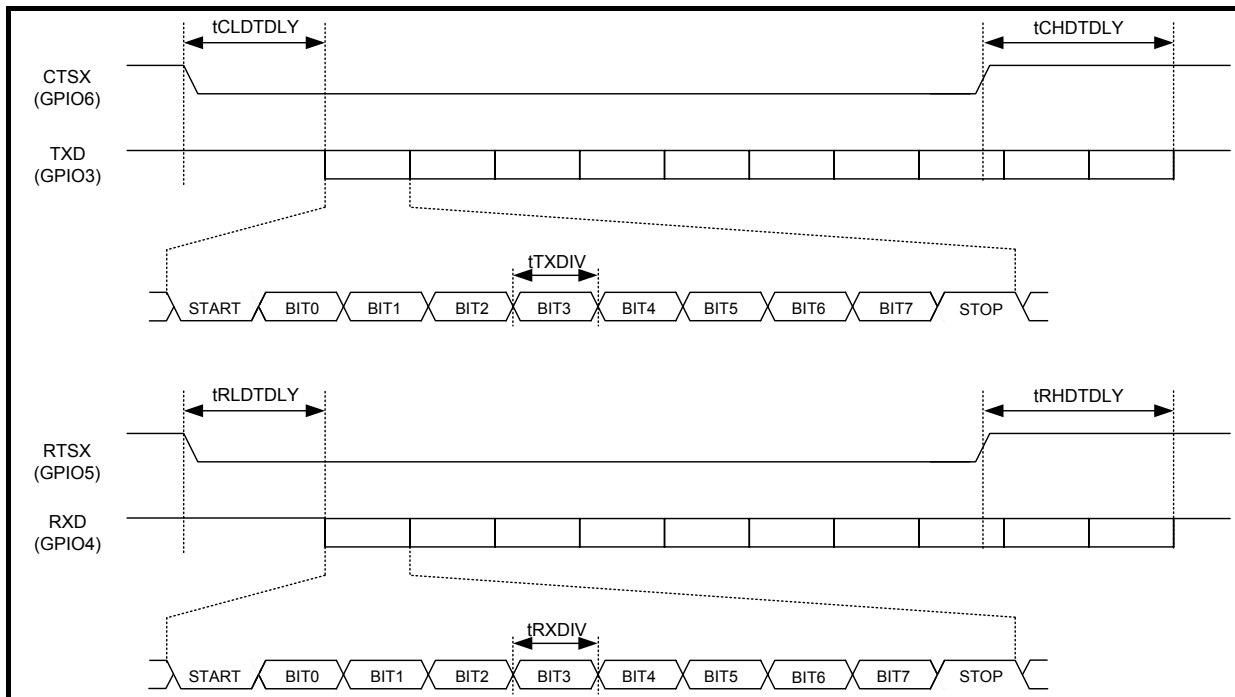 tCLDTDLY tCHDTDLY
CTSX
(GPIO6)
TXD
(GPIO3)
tTXDIV
START BIT0 BIT1 BIT2 BIT3 BIT4 BIT5 BIT6 BIT7 STOP
tRLDTDLY tRHDTDLY
RTSX
(GPIO5)
RXD
(GPIO4)
tRXDIV
START BIT0 BIT1 BIT2 BIT3 BIT4 BIT5 BIT6 BIT7 STOP